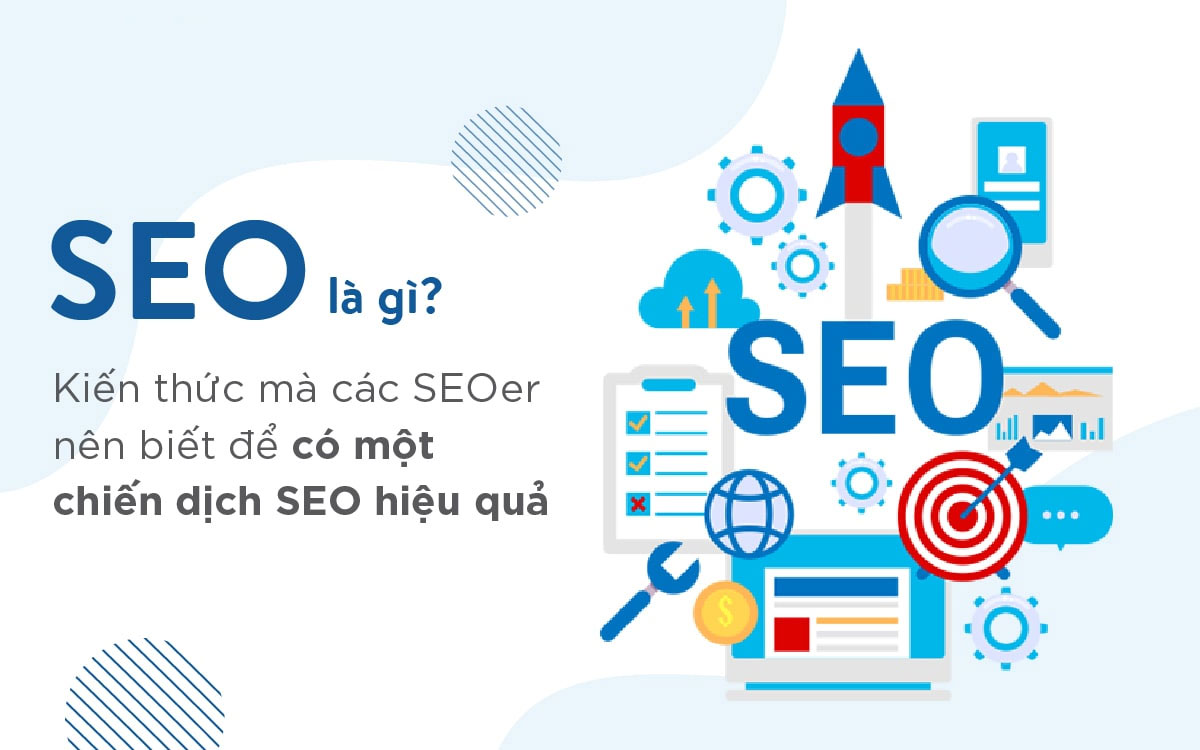 SEO là gì?
Kiến thức mà các SEOer
nên biết để có một
chiến dịch SEO hiệu quả
SEO
$